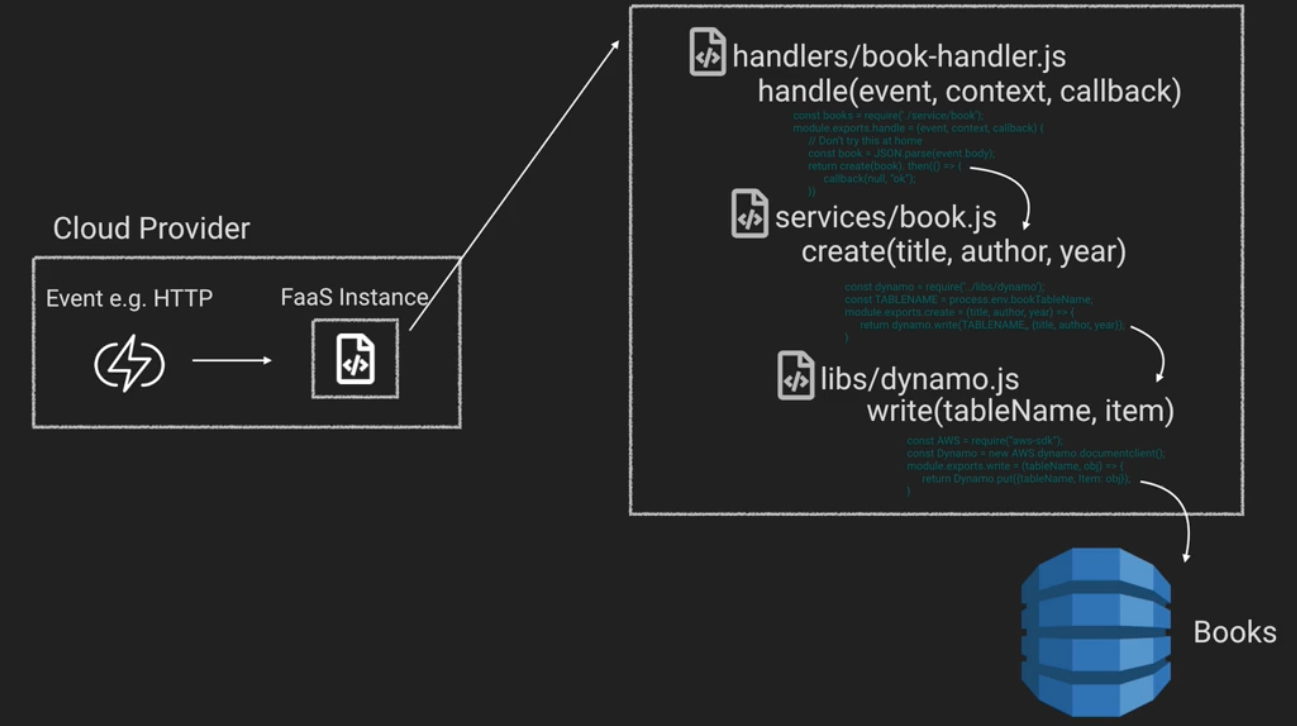 Cloud Provider
Event e.g. HTTP
FaaS Instance
handlers/book-handler.js
handle(event, context, callback)
const books = require('./service/book');
module.exports.handle = (event, context, callback) {
// Don't try this at home
const book = JSON.parse(event.body);
return create(book). then(() => {
callback(null, "ok");
})
services/book.js
create(title, author, year)
const dynamo = require('../libs/dynamo');
const TABLENAME = process.env.bookTableName;
module.exports.create = (title, author, year) => {
return dynamo.write(TABLENAME, {title, author, year});
}
libs/dynamo.js
write(tableName, item)
const AWS = require("aws-sdk");
const Dynamo = new AWS.dynamo.documentclient();
module.exports.write = (tableName, obj) => {
return Dynamo.put({tableName, Item: obj});
}
Books